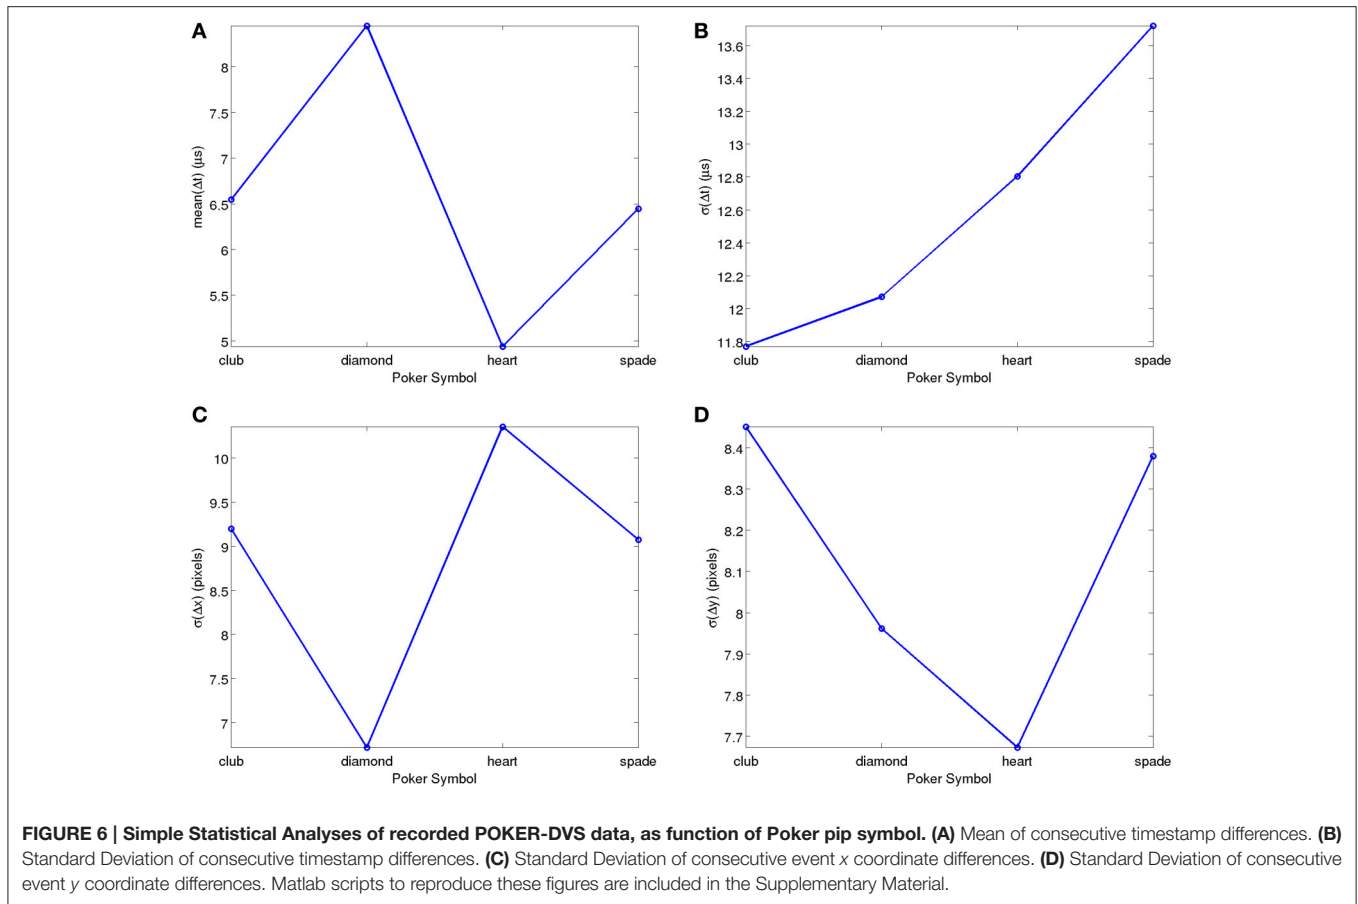 A
8
7.5
7
6.5
6
5.5
5
mean(Δt) (μs)
club diamond heart spade
Poker Symbol
B
13.6
13.4
13.2
13
12.8
12.6
12.4
12.2
12
11.8
σ(Δt) (μs)
club diamond heart spade
Poker Symbol
C
10
9.5
9
8.5
8
7.5
7
σ(Δx) (pixels)
club diamond heart spade
Poker Symbol
D
8.4
8.3
8.2
8.1
8
7.9
7.8
7.7
σ(Δy) (pixels)
club diamond heart spade
Poker Symbol
FIGURE 6 | Simple Statistical Analyses of recorded POKER-DVS data, as function of Poker pip symbol. (A) Mean of consecutive timestamp differences. (B)
Standard Deviation of consecutive timestamp differences. (C) Standard Deviation of consecutive event x coordinate differences. (D) Standard Deviation of consecutive
event y coordinate differences. Matlab scripts to reproduce these figures are included in the Supplementary Material.